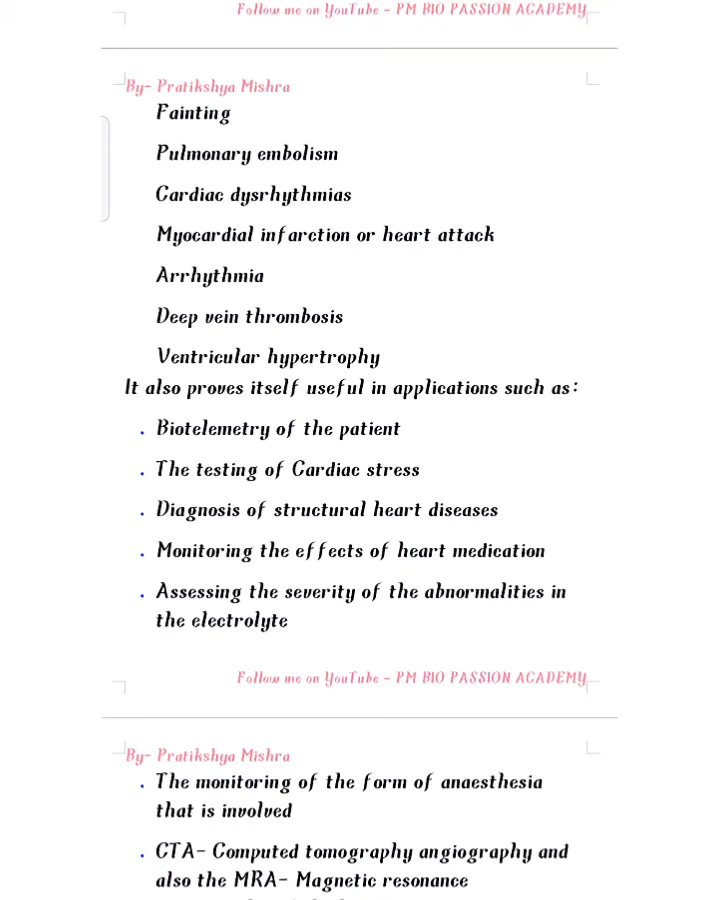 Follow me on YouTube - PM BIO PASSION ACADEMY
By- Pratikshya Mishra
Fainting
Pulmonary embolism
Cardiac dysrhythmias
Myocardial infarction or heart attack
Arrhythmia
Deep vein thrombosis
Ventricular hypertrophy
It also proves itself useful in applications such as:
. Biotelemetry of the patient
. The testing of Cardiac stress
. Diagnosis of structural heart diseases
. Monitoring the effects of heart medication
. Assessing the severity of the abnormalities in
the electrolyte
Follow me on YouTube - PM BIO PASSION ACADEMY
By- Pratikshya Mishra
. The monitoring of the form of anaesthesia
that is involved
. CTA- Computed tomography angiography and
also the MRA- Magnetic resonance